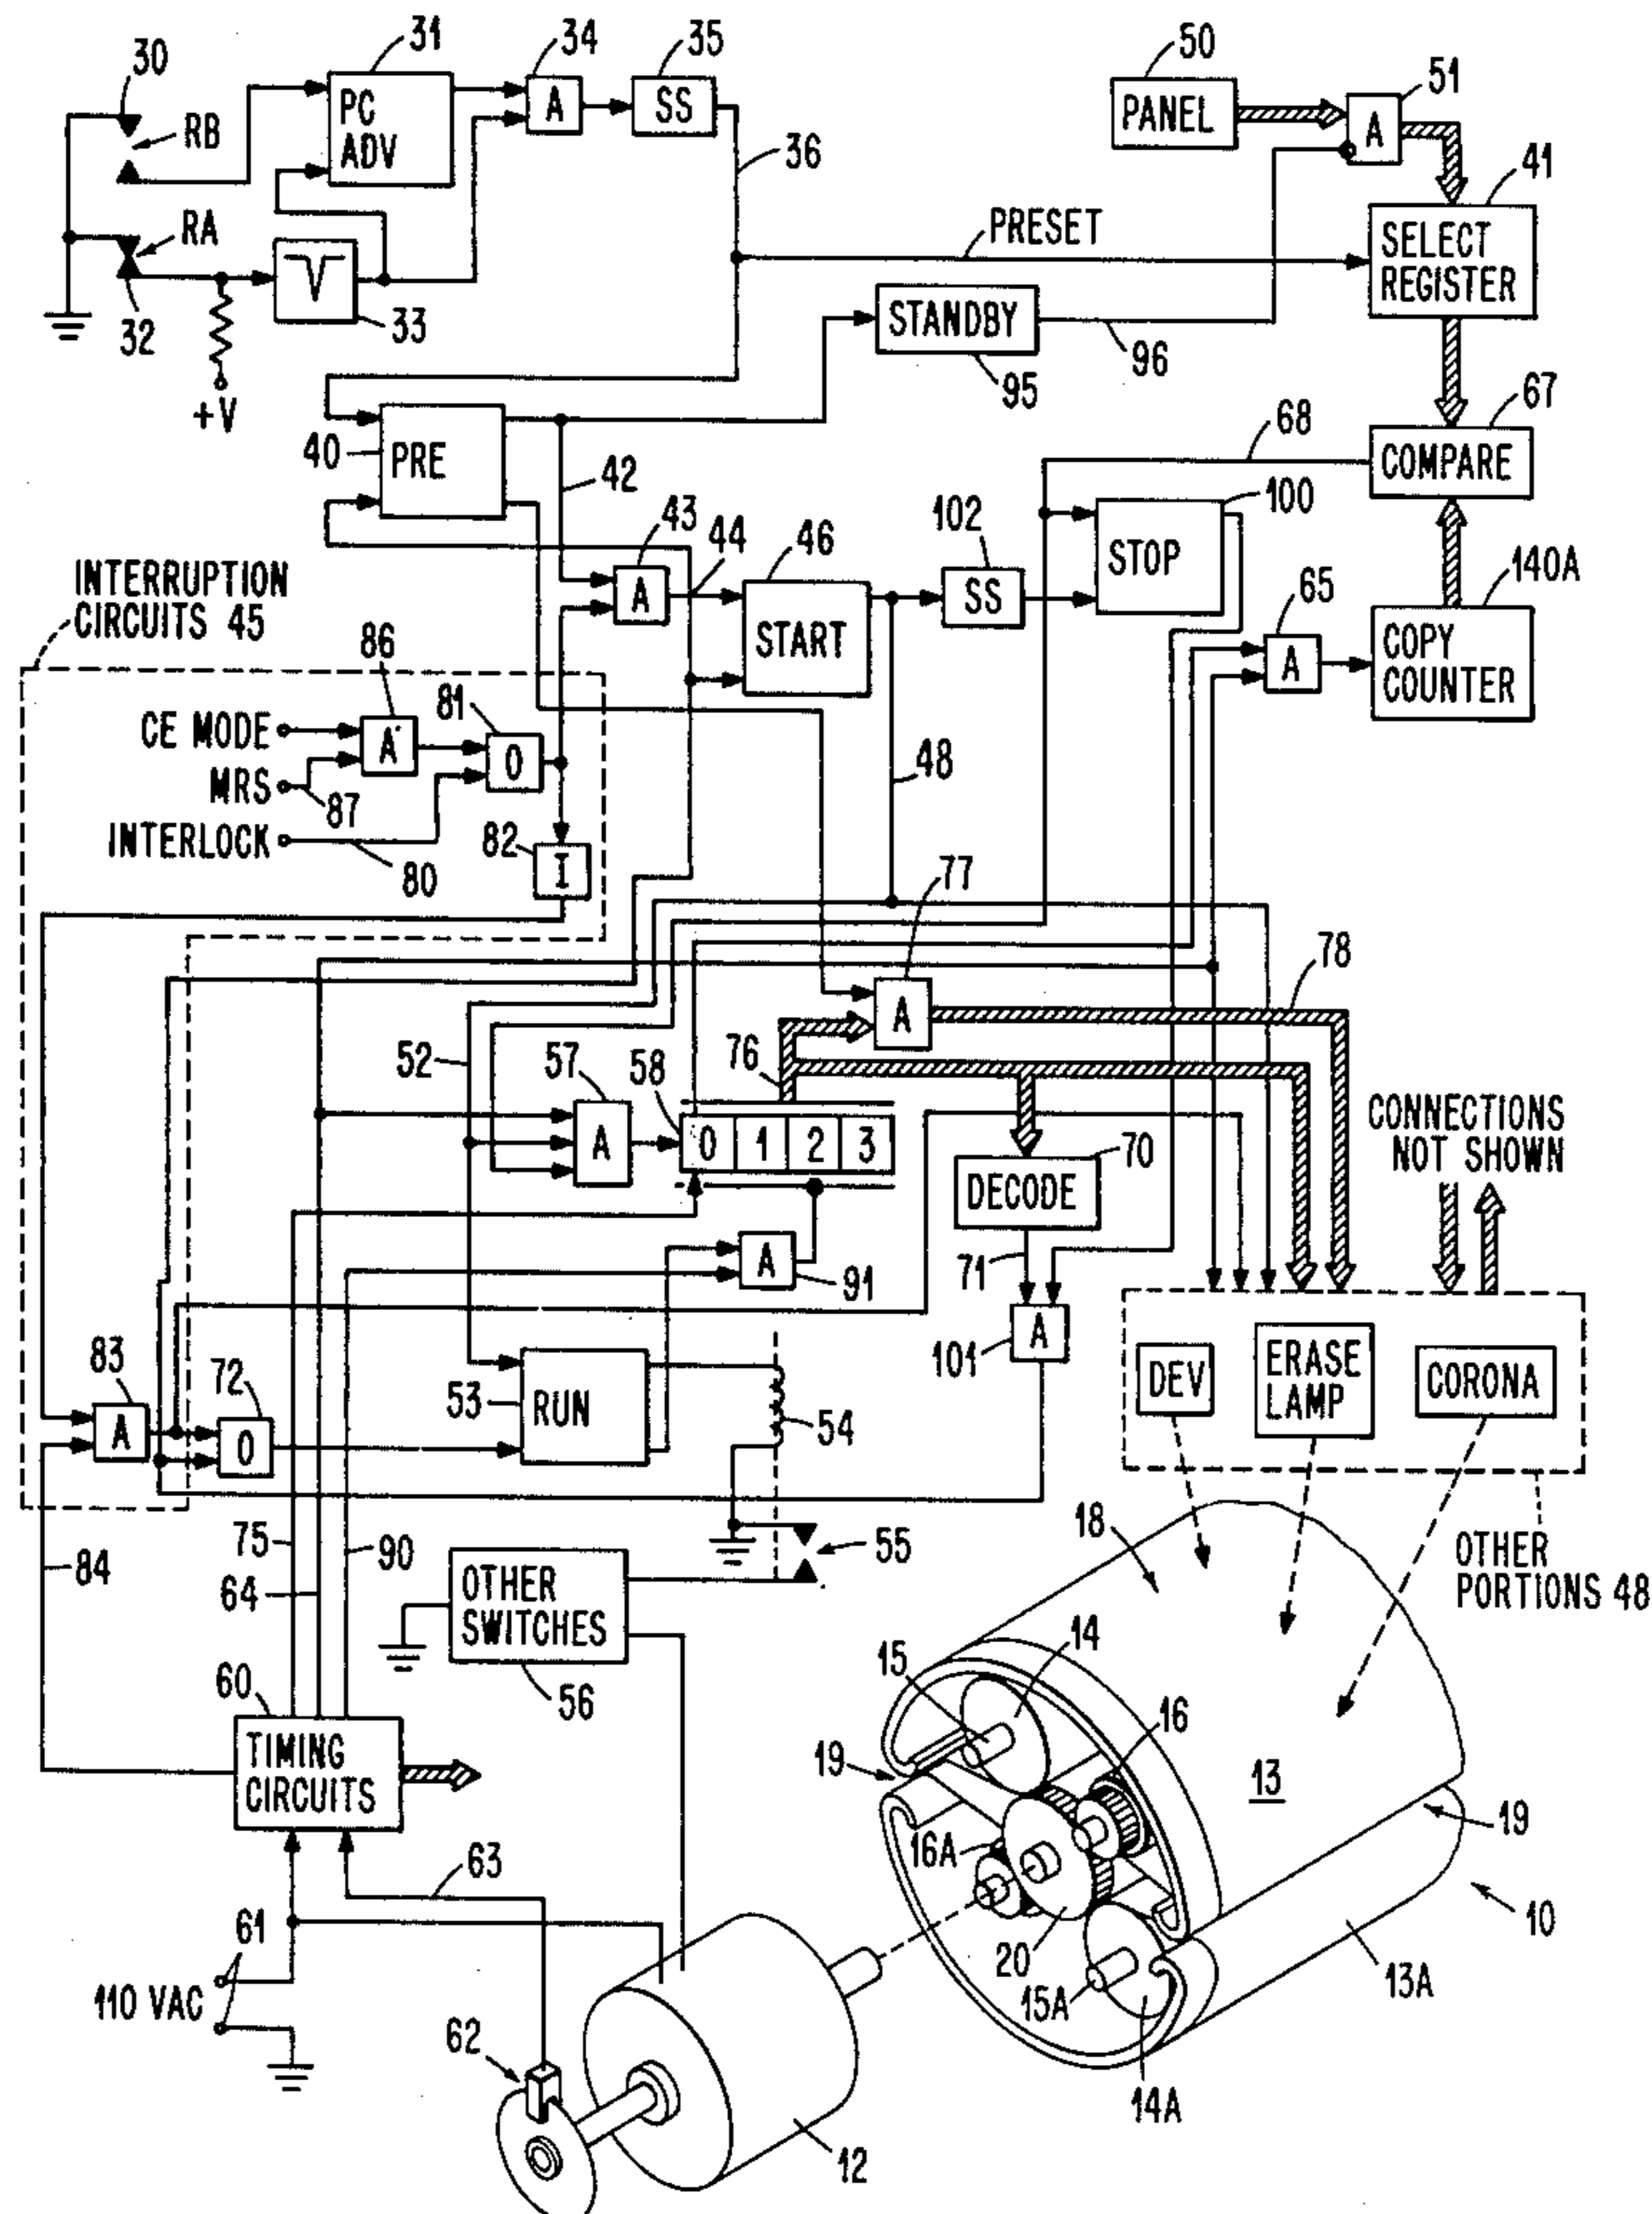 31
34
35
50
51
30
PC
ADV
A
SS
PANEL
A
RB
36
41
RA
PRESET
SELECT
REGISTER
32
33
STANDBY
96
+V
95
67
68
40
PRE
42
COMPARE
43
44
46
102
100
INTERRUPTION
CIRCUITS 45
A
START
SS
STOP
140A
65
86
81
A
COPY
COUNTER
CE MODE
A
O
48
MRS
87
INTERLOCK
82
I
80
77
78
A
52
57
58
76
CONNECTIONS
NOT SHOWN
A
0 1 2 3
70
DECODE
A
91
71
83
72
101
A
DEV
ERASE
LAMP
CORONA
53
RUN
54
A
O
75
90
55
18
OTHER
PORTIONS 48
84
64
OTHER
SWITCHES
15
14
60
56
16
TIMING
CIRCUITS
19
13
19
16A
63
10
61
20
15A
13A
110 VAC
62
14A
12